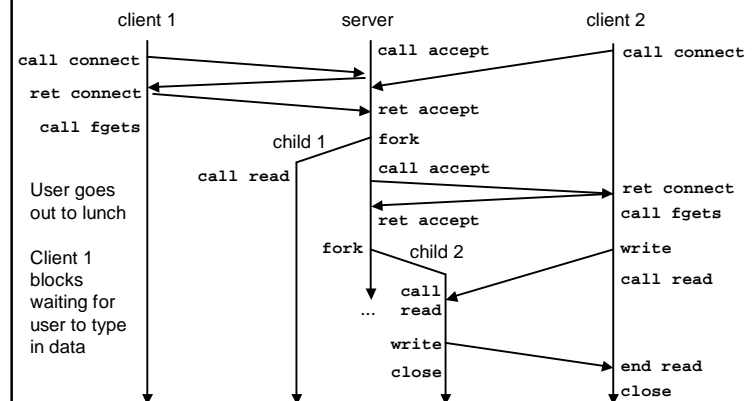 client 1
server
client 2
call connect
call accept
call connect
ret connect
ret accept
call fgets
child 1
fork
call read
call accept
User goes
out to lunch
ret connect
ret accept
call fgets
Client 1
blocks
waiting for
user to type
in data
fork
child 2
write
call
read
call read
...
write
end read
close
close